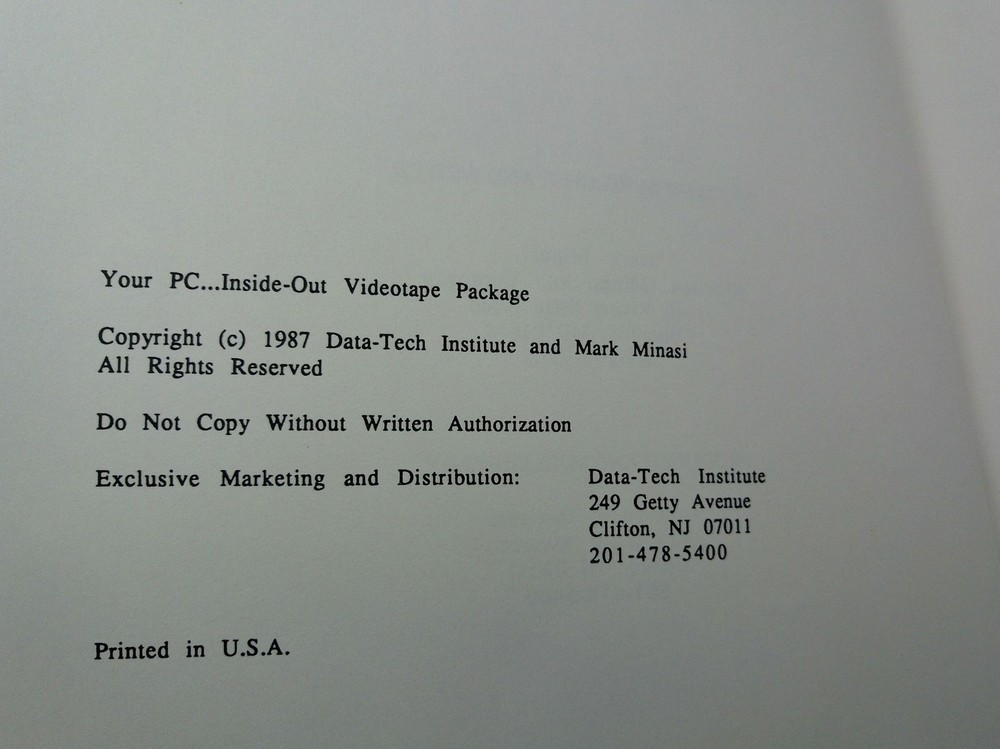 Your PC...Inside-Out Videotape Package
Copyright (c) 1987 Data-Tech Institute and Mark Minasi
All Rights Reserved
Do Not Copy Without Written Authorization
Exclusive Marketing and Distribution: Data-Tech Institute
249 Getty Avenue
Clifton, NJ 07011
201-478-5400
Printed in U.S.A.